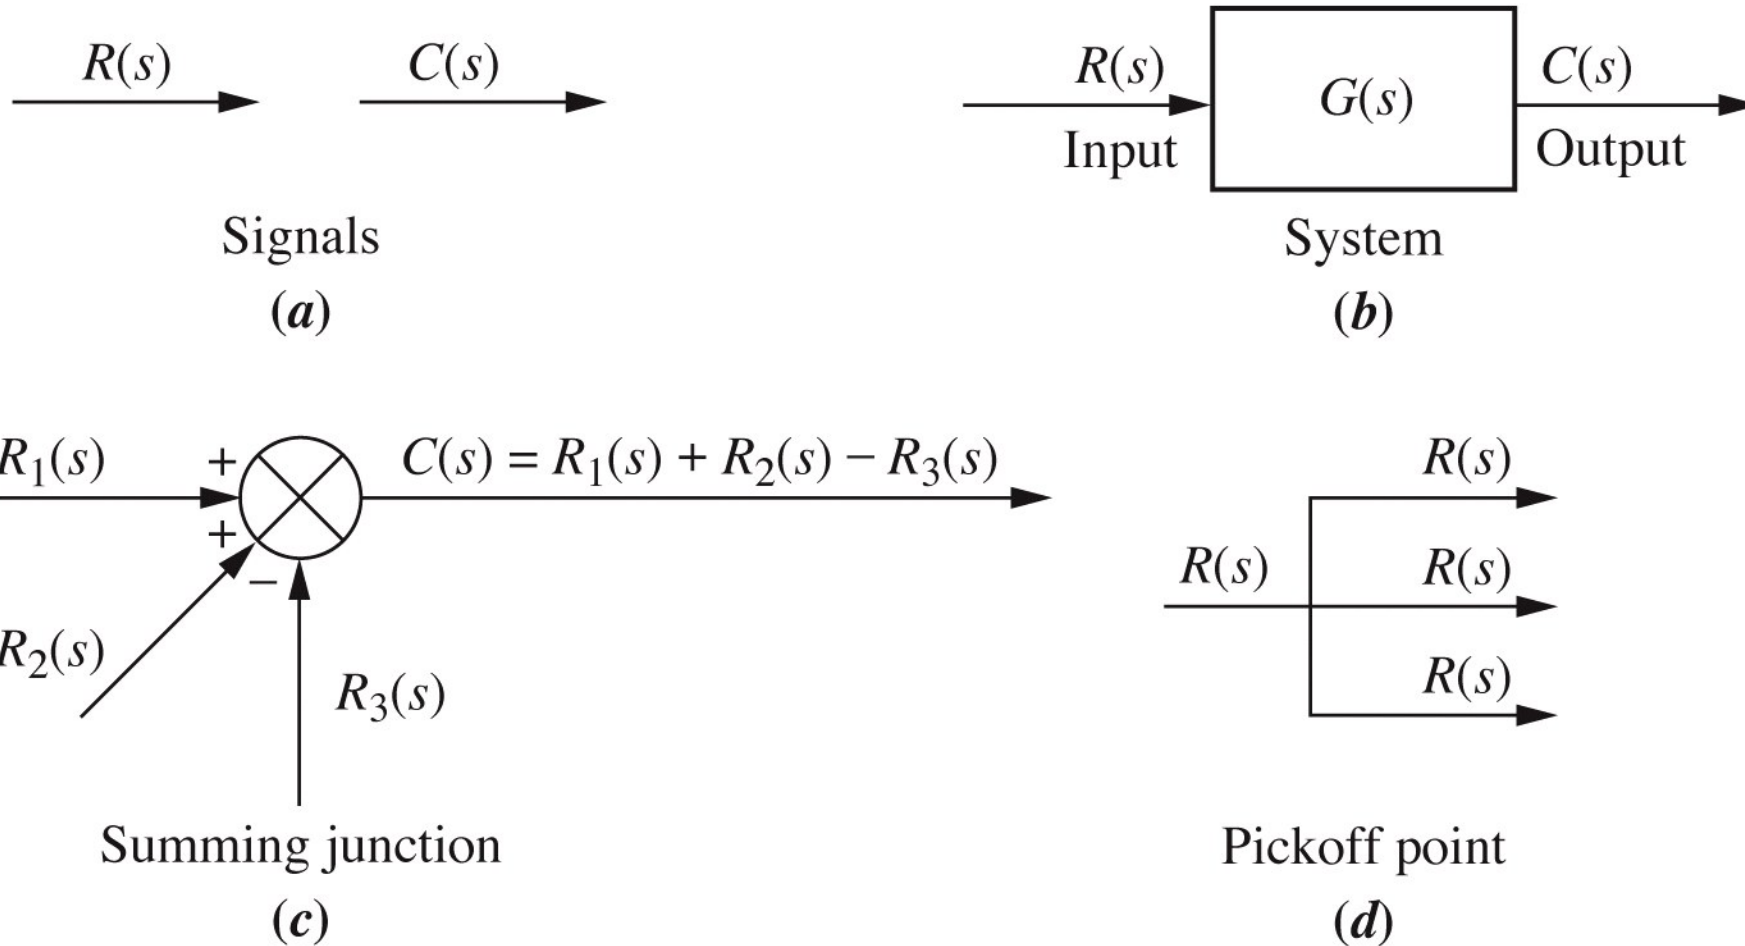 R(s)
C(s)
Signals
(a)
R(s)
Input
G(s)
C(s)
Output
System
(b)
R₁(s)
+
+
−
R₂(s)
R₃(s)
C(s) = R₁(s) + R₂(s) − R₃(s)
Summing junction
(c)
R(s)
R(s)
R(s)
R(s)
Pickoff point
(d)